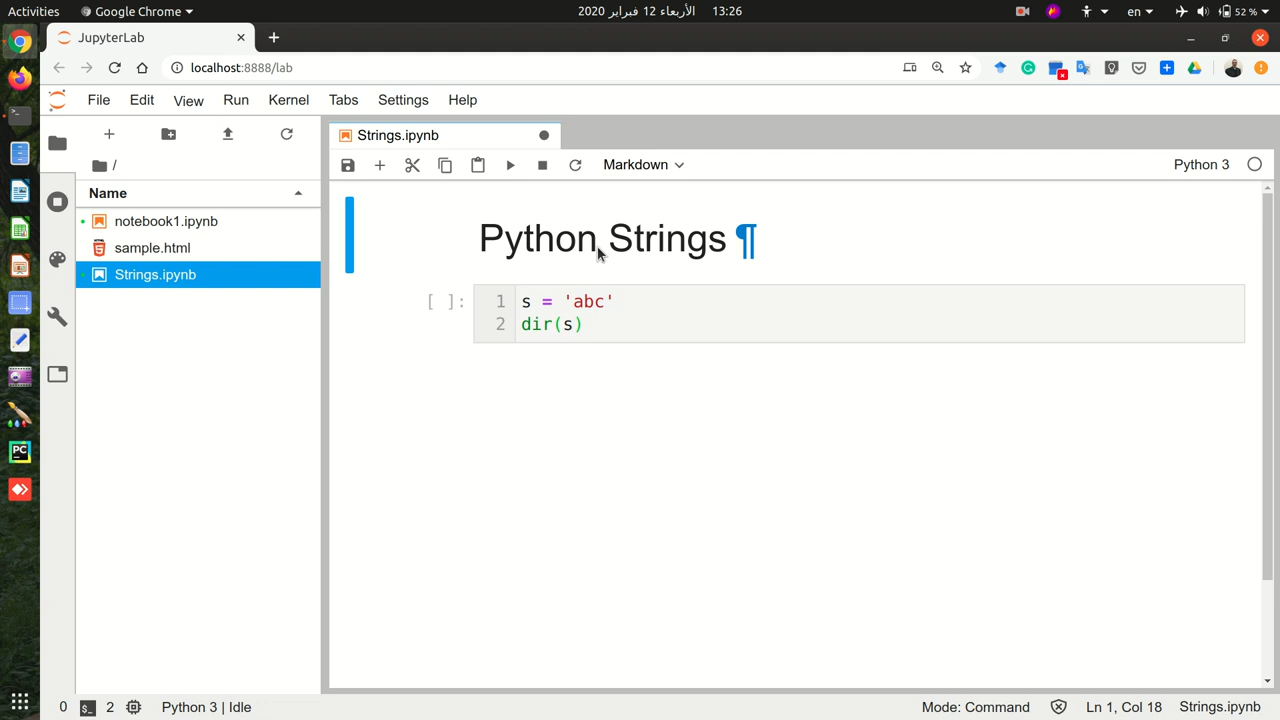 Activities Google Chrome الأربعاء 12 فبراير 2020 13:26 en 52 %
JupyterLab
localhost:8888/lab
File Edit View Run Kernel Tabs Settings Help
Strings.ipynb
/
Markdown Python 3
Name
notebook1.ipynb
sample.html
Strings.ipynb
Python Strings ¶
[ ]: 1 s = 'abc'
2 dir(s)
PC
0 $_ 2 Python 3 | Idle Mode: Command Ln 1, Col 18 Strings.ipynb